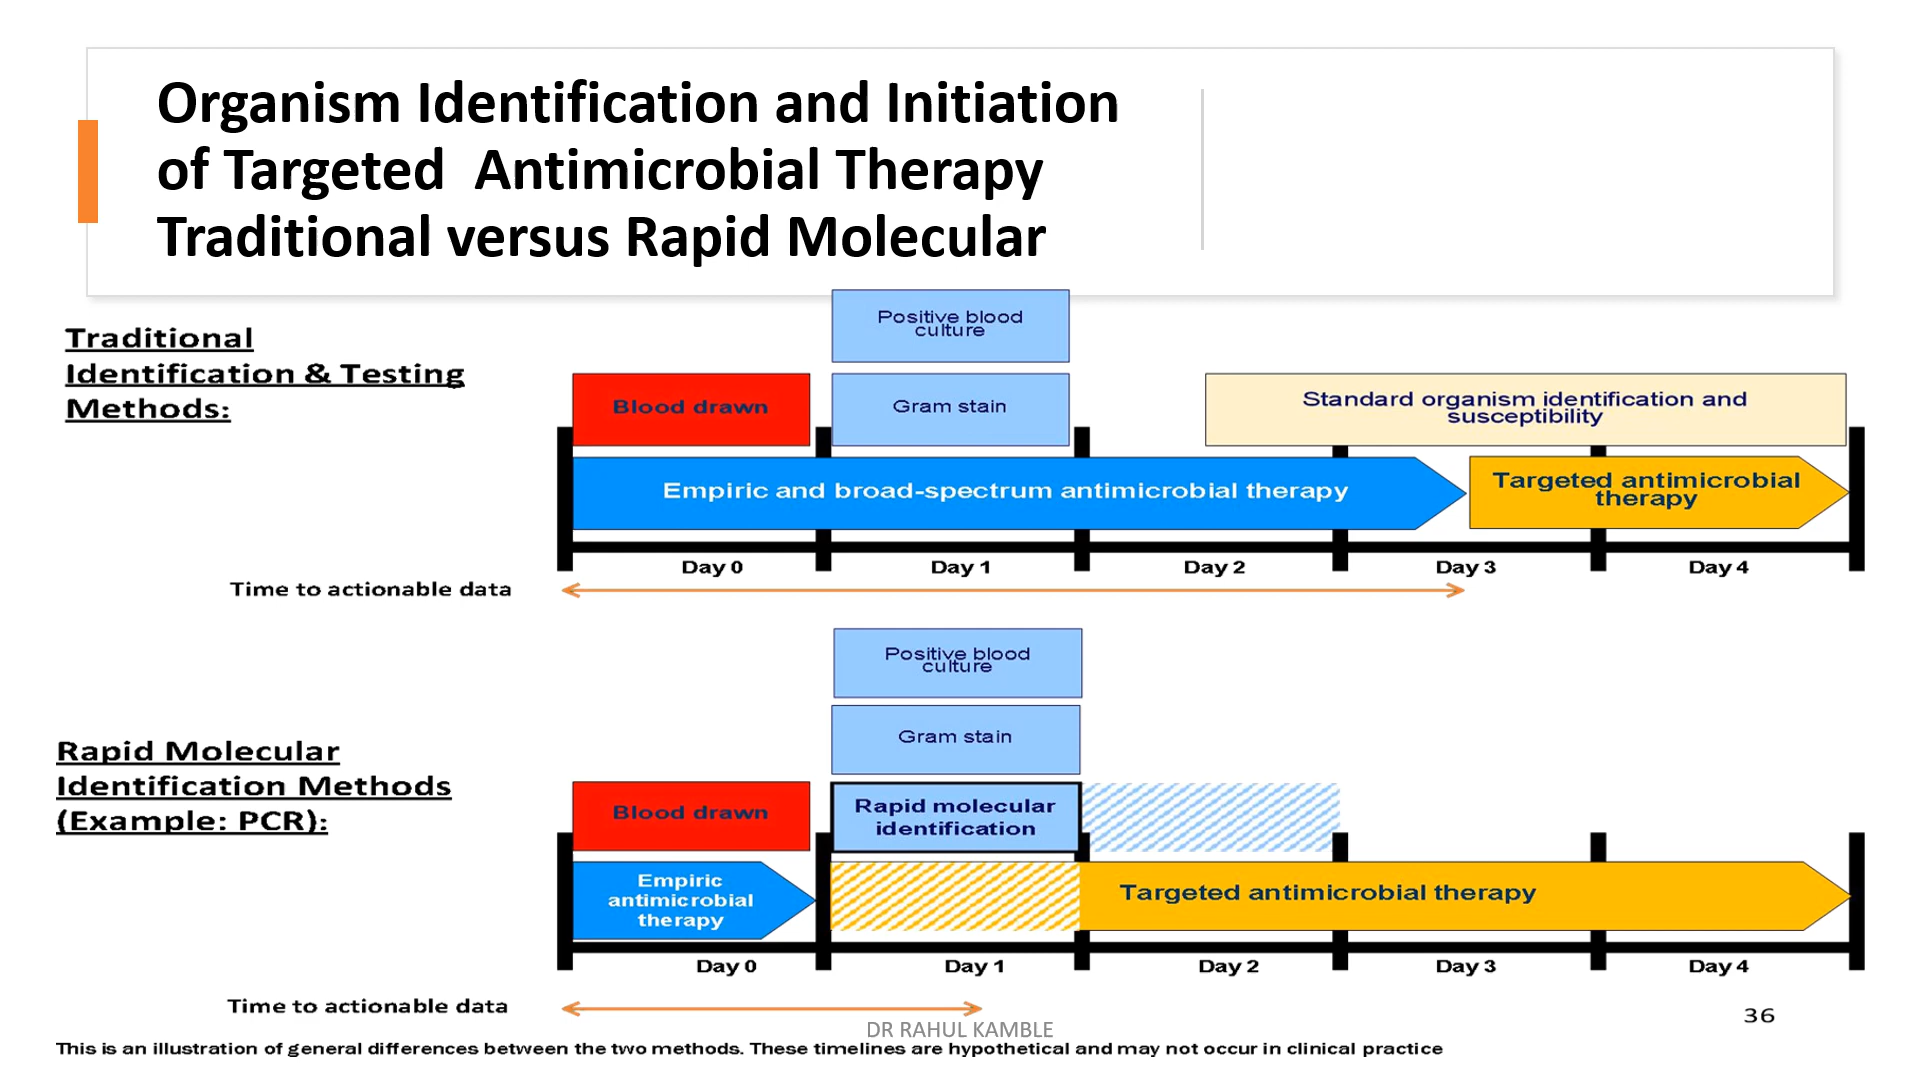 Organism Identification and Initiation
of Targeted  Antimicrobial Therapy
Traditional versus Rapid Molecular
Traditional
Identification & Testing
Methods:
Positive blood
culture
Blood drawn
Gram stain
Standard organism identification and
susceptibility
Empiric and broad-spectrum antimicrobial therapy
Targeted antimicrobial
therapy
Day 0
Day 1
Day 2
Day 3
Day 4
Time to actionable data
Positive blood
culture
Gram stain
Rapid Molecular
Identification Methods
(Example: PCR):
Blood drawn
Rapid molecular
identification
Empiric
antimicrobial
therapy
Targeted antimicrobial therapy
Day 0
Day 1
Day 2
Day 3
Day 4
Time to actionable data
36
DR RAHUL KAMBLE
This is an illustration of general differences between the two methods. These timelines are hypothetical and may not occur in clinical practice